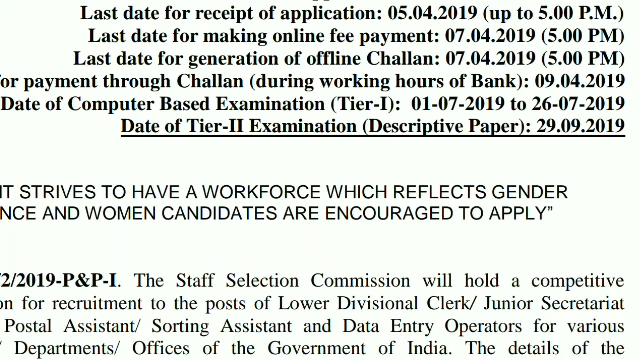 Last date for receipt of application: 05.04.2019 (up to 5.00 P.M.)
Last date for making online fee payment: 07.04.2019 (5.00 PM)
Last date for generation of offline Challan: 07.04.2019 (5.00 PM)
for payment through Challan (during working hours of Bank): 09.04.2019
Date of Computer Based Examination (Tier-I): 01-07-2019 to 26-07-2019
Date of Tier-II Examination (Descriptive Paper): 29.09.2019
STRIVES TO HAVE A WORKFORCE WHICH REFLECTS GENDER
AND WOMEN CANDIDATES ARE ENCOURAGED TO APPLY”
/2/2019-P&P-I. The Staff Selection Commission will hold a competitive
for recruitment to the posts of Lower Divisional Clerk/ Junior Secretariat
Postal Assistant/ Sorting Assistant and Data Entry Operators for various
/ Departments/ Offices of the Government of India. The details of the